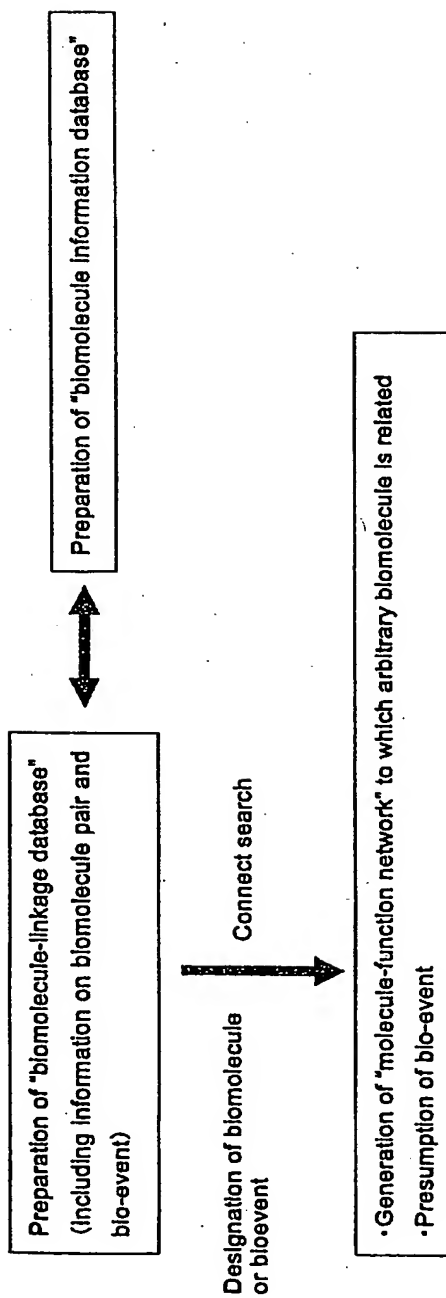 Preparation of "biomolecule-linkage database"
(Including Information on biomolecule pair and
bio-event)
Preparation of "biomolecule Information database"
Designation of biomolecule
or bioevent
Connect search
・Generation of "molecule-function network" to which arbitrary biomolecule is related
・Presumption of bio-event